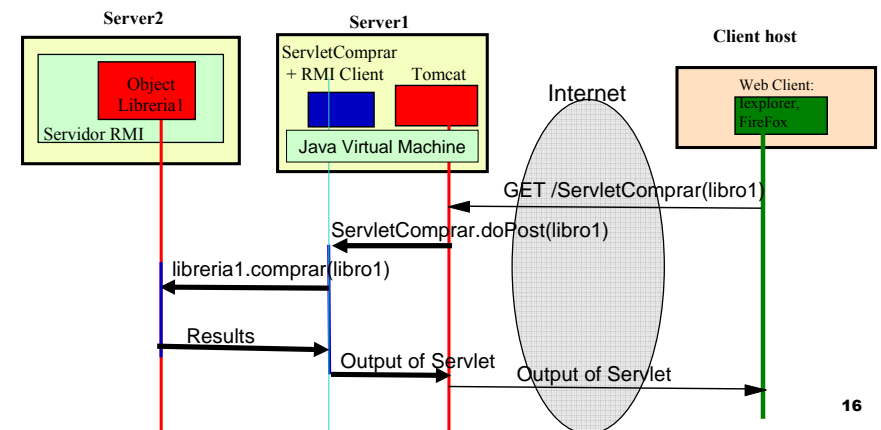 Server2
Server1
Client host
ServletComprar
+ RMI Client
Tomcat
Object
Libreria1
Servidor RMI
Java Virtual Machine
Internet
Web Client:
Iexplorer,
FireFox
GET /ServletComprar(libro1)
ServletComprar.doPost(libro1)
libreria1.comprar(libro1)
Results
Output of Servlet
Output of Servlet
16